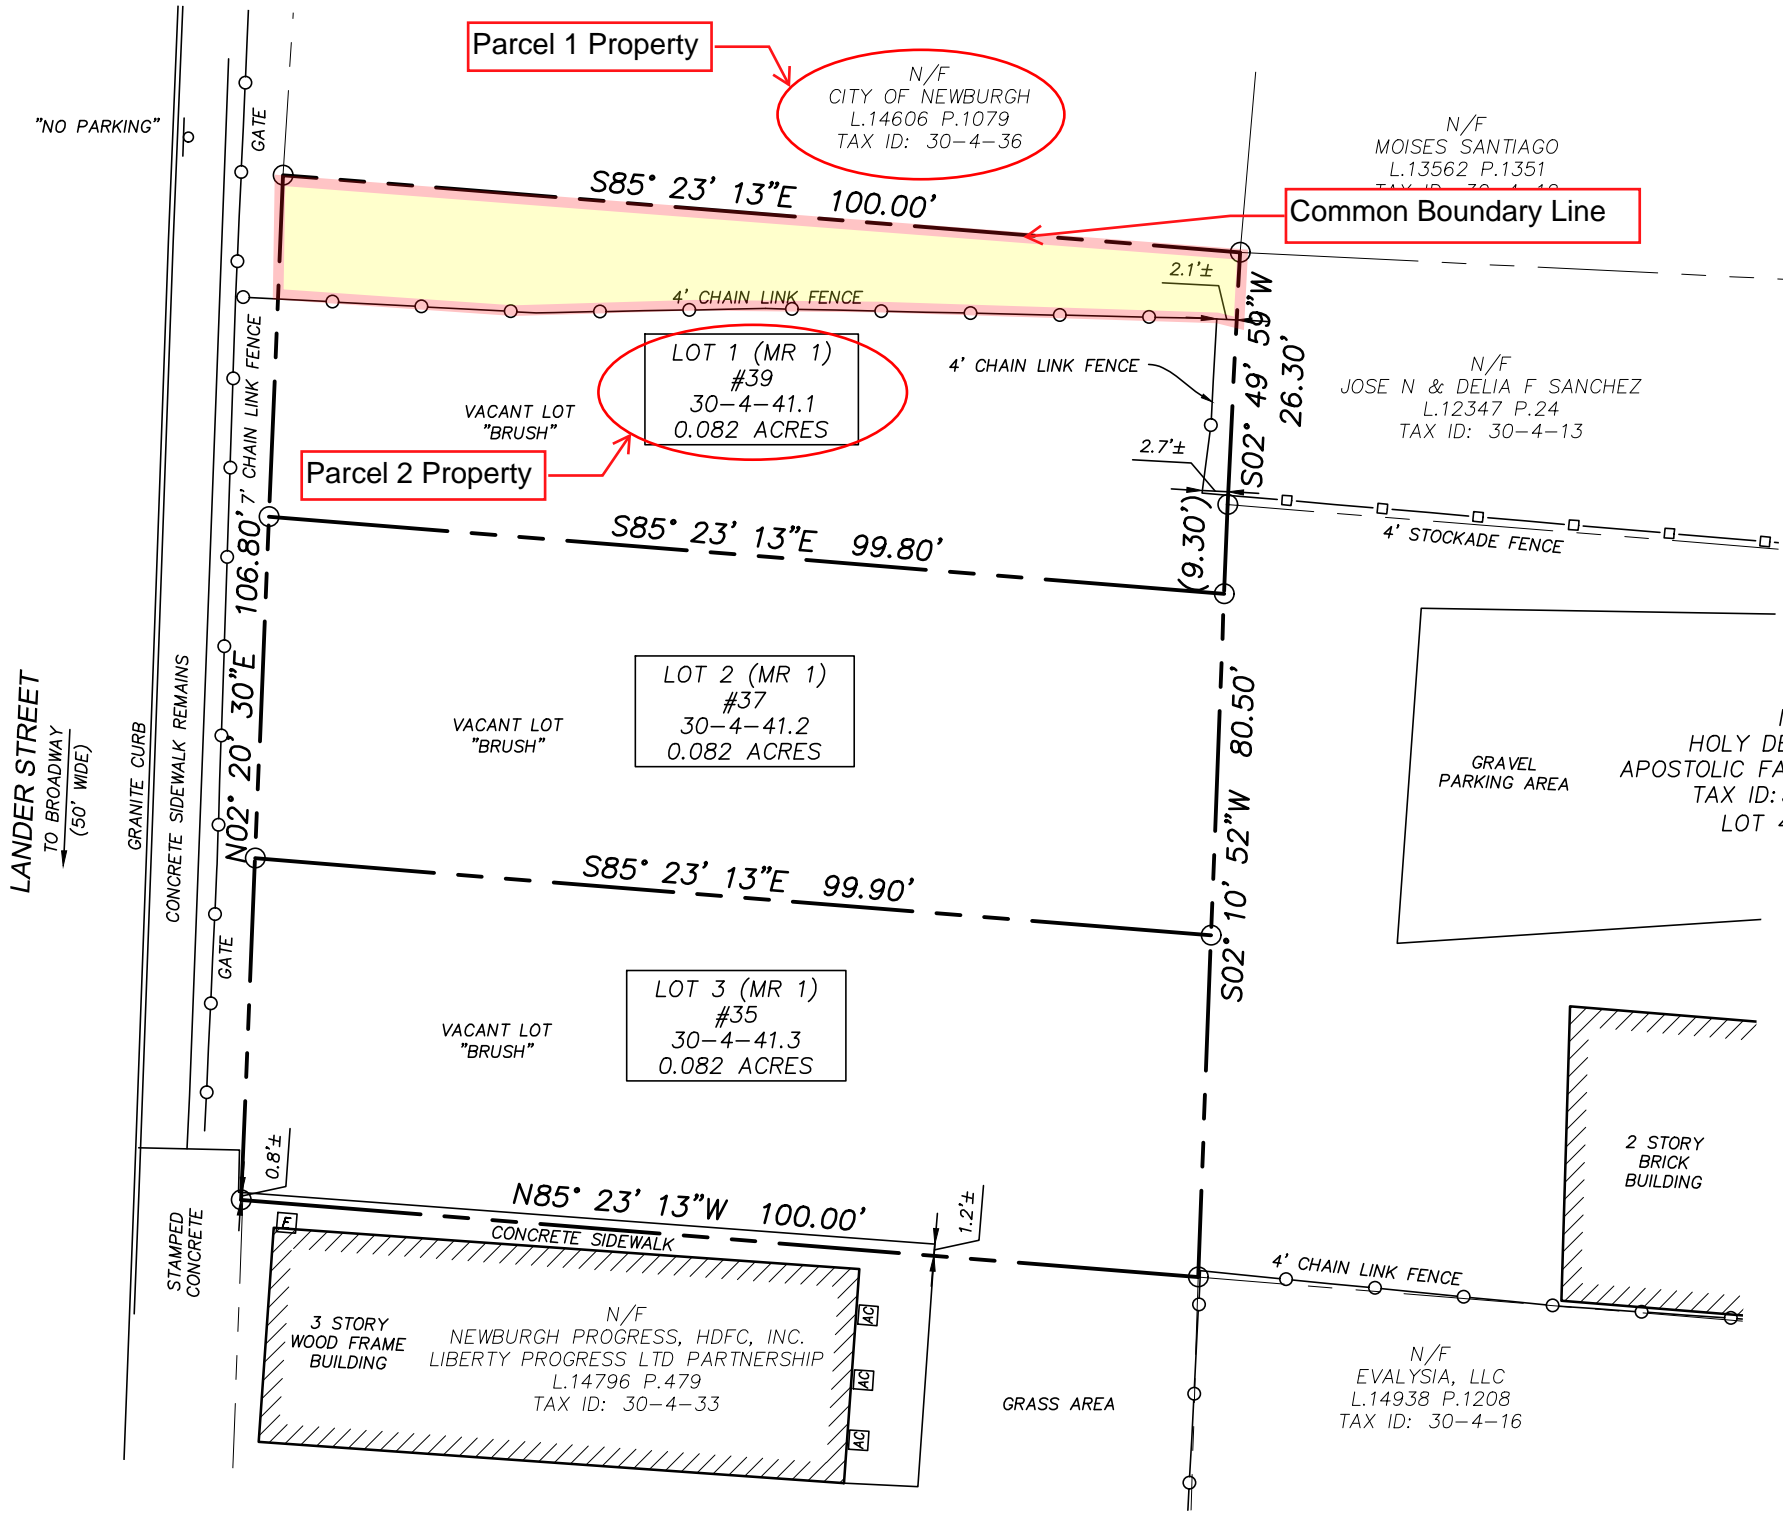 Parcel 1 Property
N/F
CITY OF NEWBURGH
L.14606 P.1079
TAX ID: 30-4-36
"NO PARKING"
GATE
N/F
MOISES SANTIAGO
L.13562 P.1351
S85° 23' 13"E 100.00'
Common Boundary Line
2.1'±
4' CHAIN LINK FENCE
S02° 49' 59"W
26.30'
LOT 1 (MR 1)
#39
30-4-41.1
0.082 ACRES
4' CHAIN LINK FENCE
N/F
JOSE N & DELIA F SANCHEZ
L.12347 P.24
TAX ID: 30-4-13
VACANT LOT
"BRUSH"
7' CHAIN LINK FENCE
Parcel 2 Property
2.7'±
(9.30')
4' STOCKADE FENCE
S85° 23' 13"E 99.80'
N02° 20' 30"E 106.80'
LOT 2 (MR 1)
#37
30-4-41.2
0.082 ACRES
VACANT LOT
"BRUSH"
S02° 10' 52"W 80.50'
LANDER STREET
TO BROADWAY
(50' WIDE)
GRANITE CURB
CONCRETE SIDEWALK REMAINS
GRAVEL
PARKING AREA
HOLY
APOSTOLIC
TAX ID:
LOT
S85° 23' 13"E 99.90'
GATE
LOT 3 (MR 1)
#35
30-4-41.3
0.082 ACRES
VACANT LOT
"BRUSH"
2 STORY
BRICK
BUILDING
0.8'±
N85° 23' 13"W 100.00'
1.2'±
CONCRETE SIDEWALK
STAMPED
CONCRETE
F
4' CHAIN LINK FENCE
3 STORY
WOOD FRAME
BUILDING
N/F
NEWBURGH PROGRESS, HDFC, INC.
LIBERTY PROGRESS LTD PARTNERSHIP
L.14796 P.479
TAX ID: 30-4-33
AC
AC
AC
GRASS AREA
N/F
EVALYSIA, LLC
L.14938 P.1208
TAX ID: 30-4-16